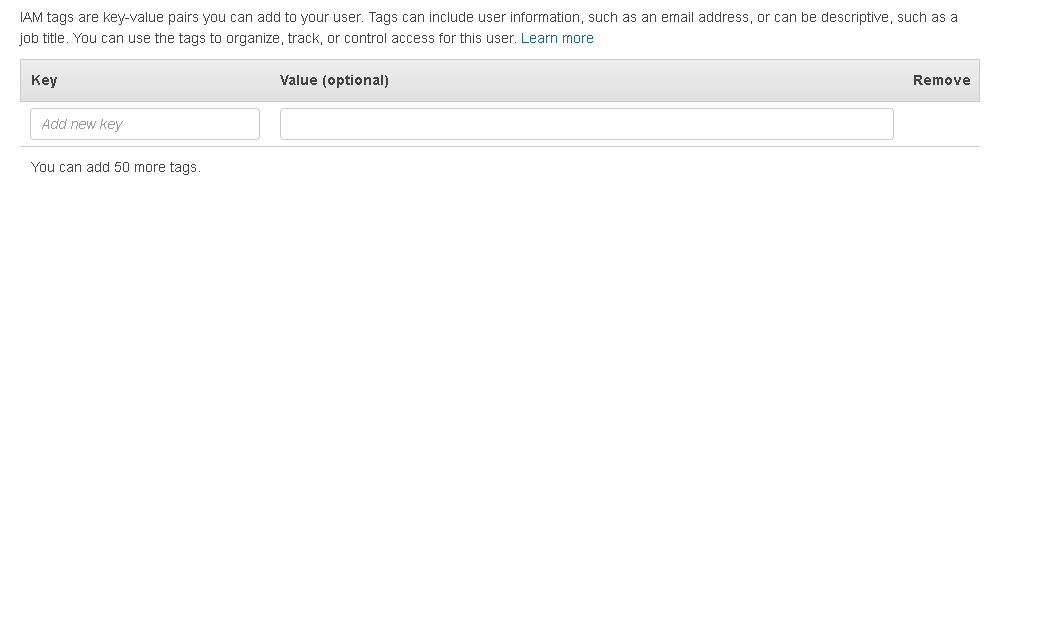 IAM tags are key-value pairs you can add to your user. Tags can include user information, such as an email address, or can be descriptive, such as a
job title. You can use the tags to organize, track, or control access for this user. Learn more
Key Value (optional) Remove
Add new key
You can add 50 more tags.